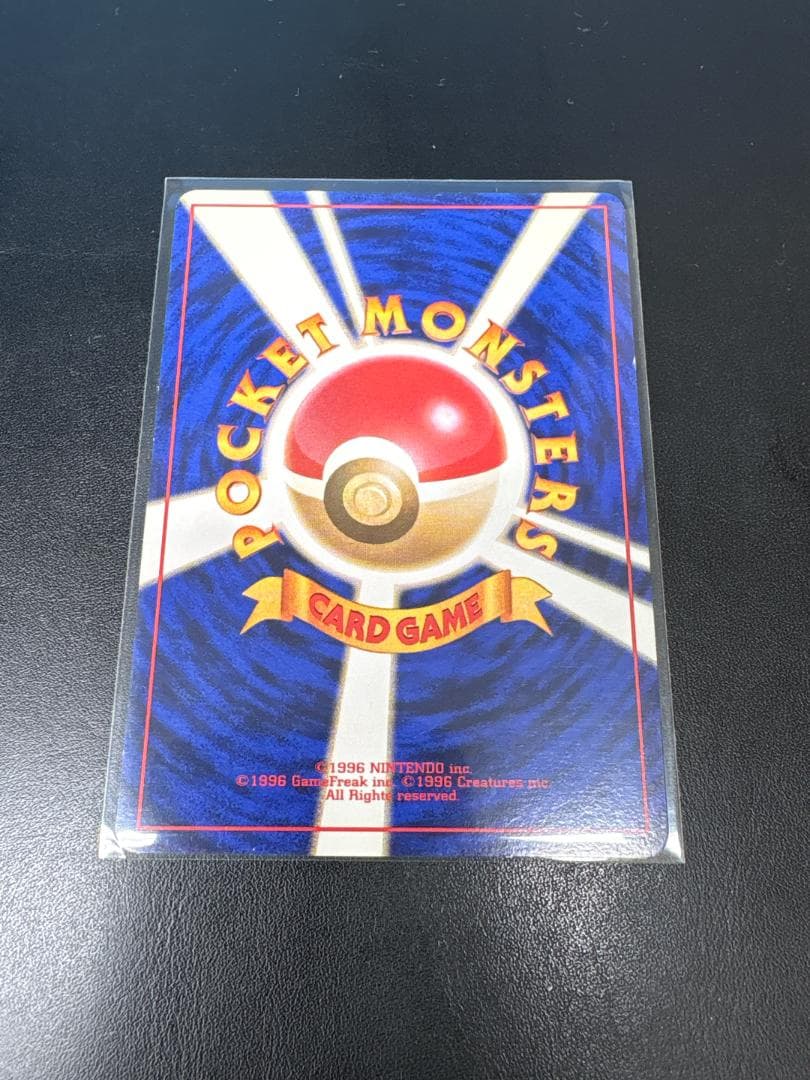 POCKET MONSTERS
CARD GAME
©1996 NINTENDO inc.
©1996 GameFreak inc. ©1996 Creatures inc.
All Rights reserved.